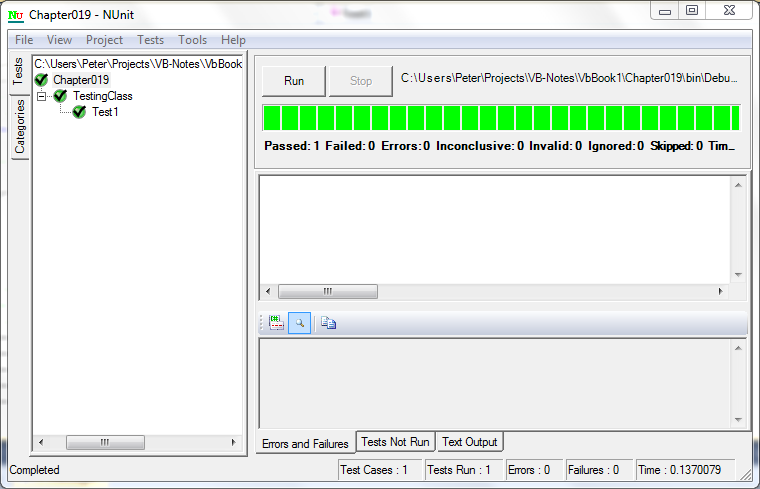 NU Chapter019 - NUnit
File View Project Tests Tools Help
Tests
Categories
C:\Users\Peter\Projects\VB-Notes\VbBook
Chapter019
TestingClass
Test1
Run Stop C:\Users\Peter\Projects\VB-Notes\VbBook1\Chapter019\bin\Debu...
Passed: 1 Failed: 0 Errors: 0 Inconclusive: 0 Invalid: 0 Ignored: 0 Skipped: 0 Tim...
Errors and Failures Tests Not Run Text Output
Completed Test Cases : 1 Tests Run : 1 Errors : 0 Failures : 0 Time : 0.1370079